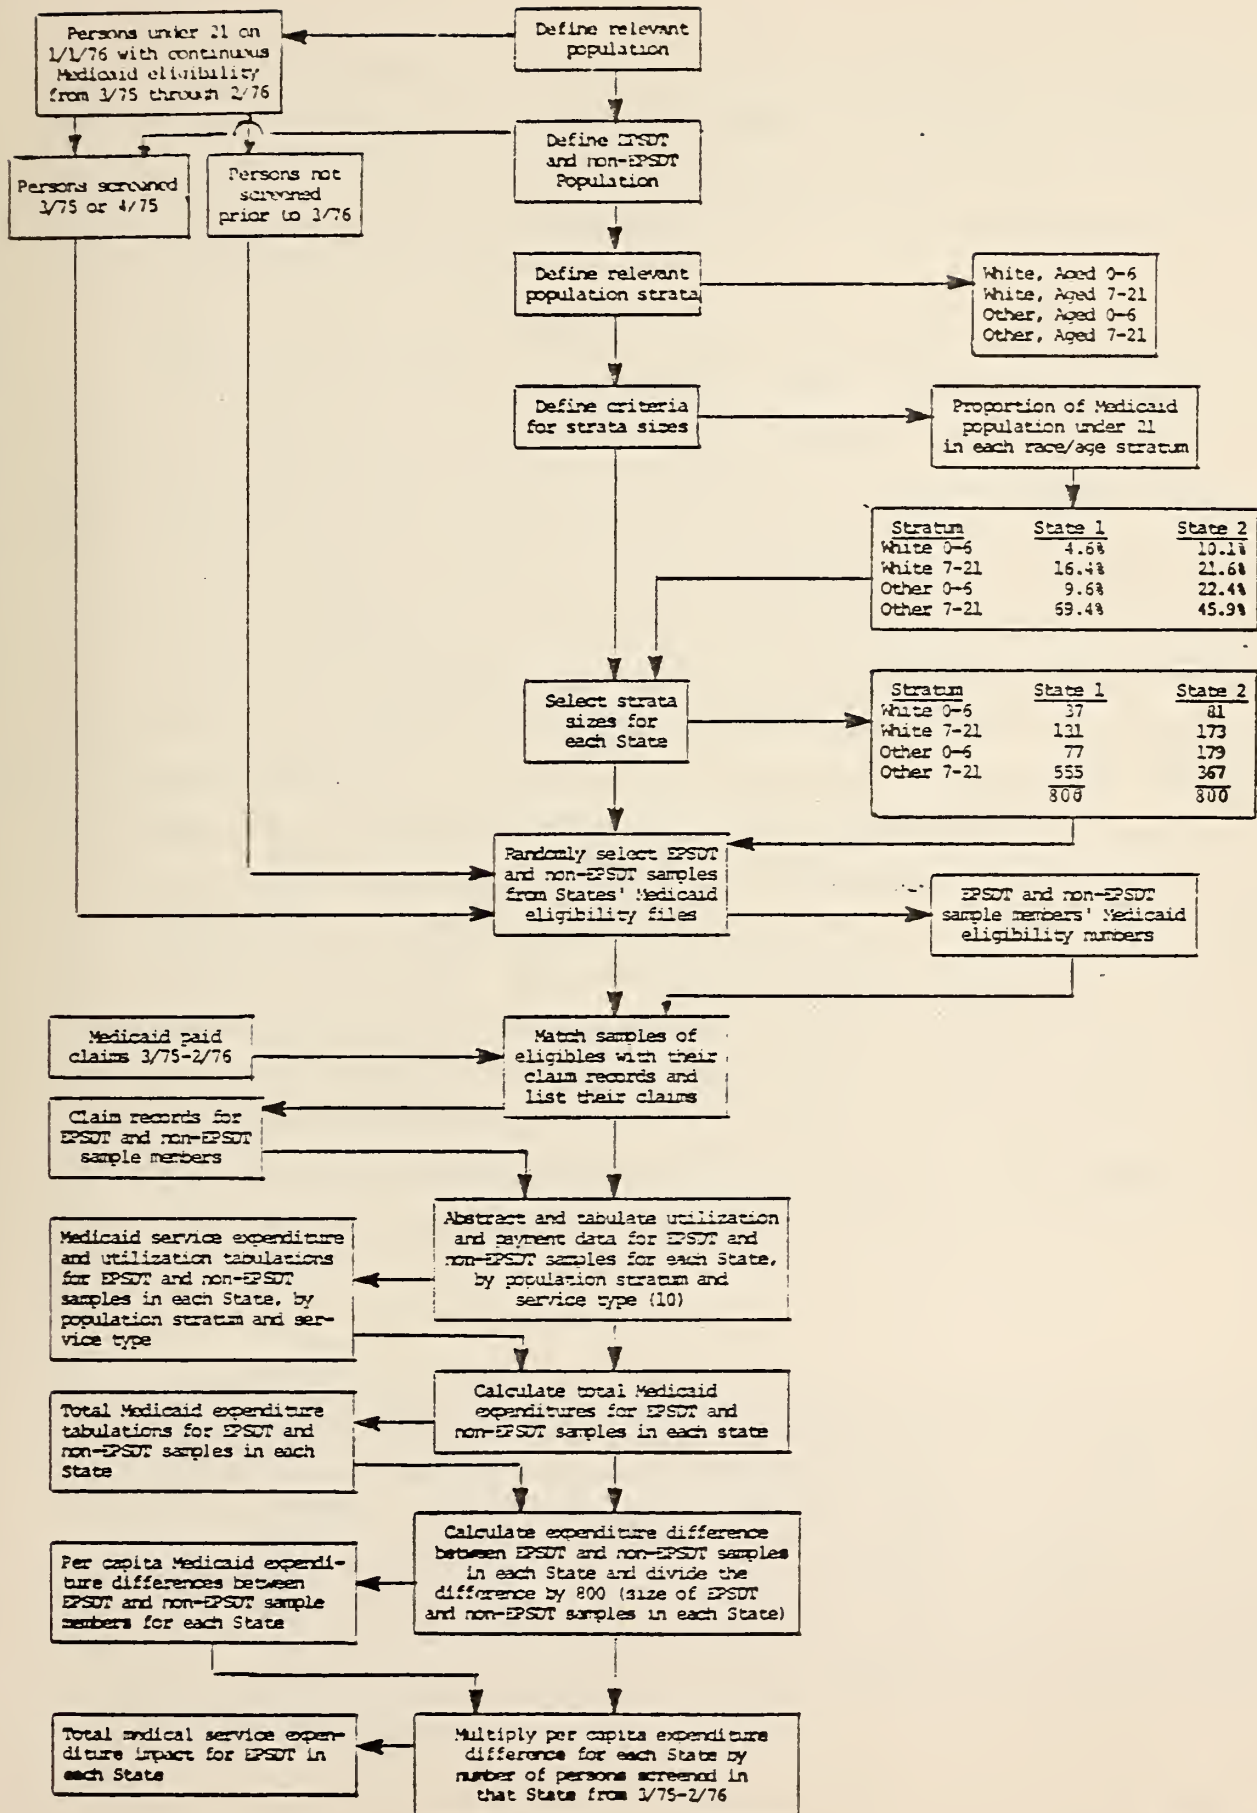 Persons under 21 on
1/1/76 with continuous
Medicaid eligibility
from 3/75 through 2/76
Define relevant
population
Define EPSDT
and non-EPSDT
Population
Persons screened
3/75 or 4/75
Persons not
screened
prior to 3/76
Define relevant
population strata
White, Aged 0-6
White, Aged 7-21
Other, Aged 0-6
Other, Aged 7-21
Define criteria
for strata sizes
Proportion of Medicaid
population under 21
in each race/age stratum
Stratum State 1 State 2
White 0-6 4.6% 10.1%
White 7-21 16.4% 21.6%
Other 0-6 9.6% 22.4%
Other 7-21 69.4% 45.9%
Select strata
sizes for
each State
Stratum State 1 State 2
White 0-6 37 81
White 7-21 131 173
Other 0-6 77 179
Other 7-21 555 367
800 800
Randomly select EPSDT
and non-EPSDT samples
from States' Medicaid
eligibility files
EPSDT and non-EPSDT
sample members' Medicaid
eligibility numbers
Medicaid paid
claims 3/75-2/76
Match samples of
eligibles with their
claim records and
list their claims
Claim records for
EPSDT and non-EPSDT
sample members
Abstract and tabulate utilization
and payment data for EPSDT and
non-EPSDT samples for each State,
by population stratum and
service type (10)
Medicaid service expenditure
and utilization tabulations
for EPSDT and non-EPSDT
samples in each State, by
population stratum and ser-
vice type
Calculate total Medicaid
expenditures for EPSDT and
non-EPSDT samples in each state
Total Medicaid expenditure
tabulations for EPSDT and
non-EPSDT samples in each
State
Calculate expenditure difference
between EPSDT and non-EPSDT samples
in each State and divide the
difference by 800 (size of EPSDT
and non-EPSDT samples in each State)
Per capita Medicaid expendi-
ture differences between
EPSDT and non-EPSDT sample
members for each State
Total medical service expen-
diture impact for EPSDT in
each State
Multiply per capita expenditure
difference for each State by
number of persons screened in
that State from 3/75-2/76